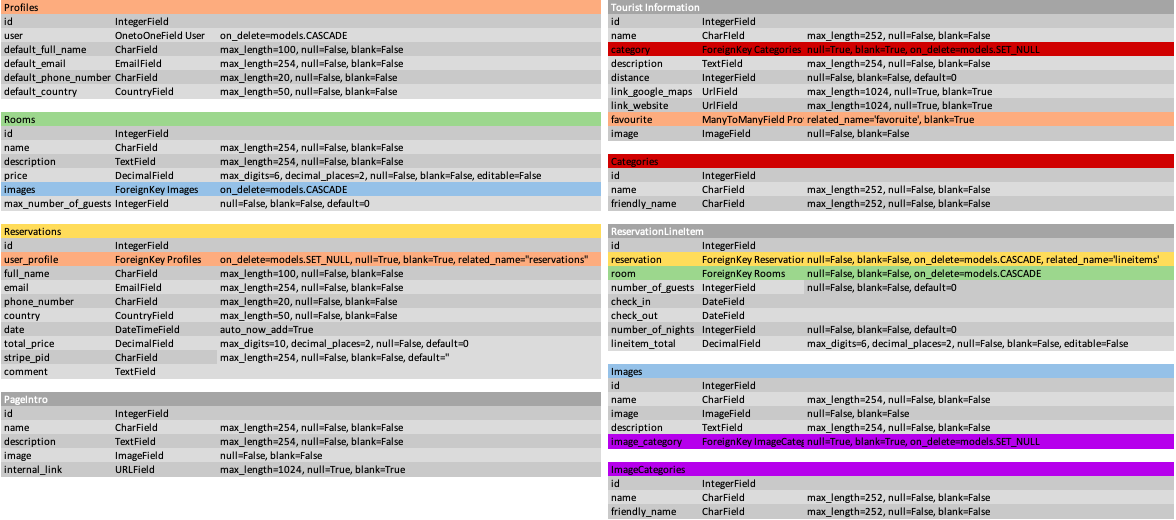 Profiles
id IntegerField
user OnetoOneField User on_delete=models.CASCADE
default_full_name CharField max_length=100, null=False, blank=False
default_email EmailField max_length=254, null=False, blank=False
default_phone_number CharField max_length=20, null=False, blank=False
default_country CountryField max_length=50, null=False, blank=False
Rooms
id IntegerField
name CharField max_length=254, null=False, blank=False
description TextField max_length=254, null=False, blank=False
price DecimalField max_digits=6, decimal_places=2, null=False, blank=False, editable=False
images ForeignKey Images on_delete=models.CASCADE
max_number_of_guests IntegerField null=False, blank=False, default=0
Reservations
id IntegerField
user_profile ForeignKey Profiles on_delete=models.SET_NULL, null=True, blank=True, related_name="reservations"
full_name CharField max_length=100, null=False, blank=False
email EmailField max_length=254, null=False, blank=False
phone_number CharField max_length=20, null=False, blank=False
country CountryField max_length=50, null=False, blank=False
date DateTimeField auto_now_add=True
total_price DecimalField max_digits=10, decimal_places=2, null=False, default=0
stripe_pid CharField max_length=254, null=False, blank=False, default=''
comment TextField
PageIntro
id IntegerField
name CharField max_length=254, null=False, blank=False
description TextField max_length=254, null=False, blank=False
image ImageField null=False, blank=False
internal_link URLField max_length=1024, null=True, blank=True
Tourist Information
id IntegerField
name CharField max_length=252, null=False, blank=False
category ForeignKey Categories null=True, blank=True, on_delete=models.SET_NULL
description TextField max_length=254, null=False, blank=False
distance IntegerField null=False, blank=False, default=0
link_google_maps UrlField max_length=1024, null=True, blank=True
link_website UrlField max_length=1024, null=True, blank=True
favourite ManyToManyField Pro related_name='favoruite', blank=True
image ImageField null=False, blank=False
Categories
id IntegerField
name CharField max_length=252, null=False, blank=False
friendly_name CharField max_length=252, null=False, blank=False
ReservationLineItem
id IntegerField
reservation ForeignKey Reservation null=False, blank=False, on_delete=models.CASCADE, related_name='lineitems'
room ForeignKey Rooms null=False, blank=False, on_delete=models.CASCADE
number_of_guests IntegerField null=False, blank=False, default=0
check_in DateField
check_out DateField
number_of_nights IntegerField null=False, blank=False, default=0
lineitem_total DecimalField max_digits=6, decimal_places=2, null=False, blank=False, editable=False
Images
id IntegerField
name CharField max_length=254, null=False, blank=False
image ImageField null=False, blank=False
description TextField max_length=254, null=False, blank=False
image_category ForeignKey ImageCateg null=True, blank=True, on_delete=models.SET_NULL
ImageCategories
id IntegerField
name CharField max_length=252, null=False, blank=False
friendly_name CharField max_length=252, null=False, blank=False